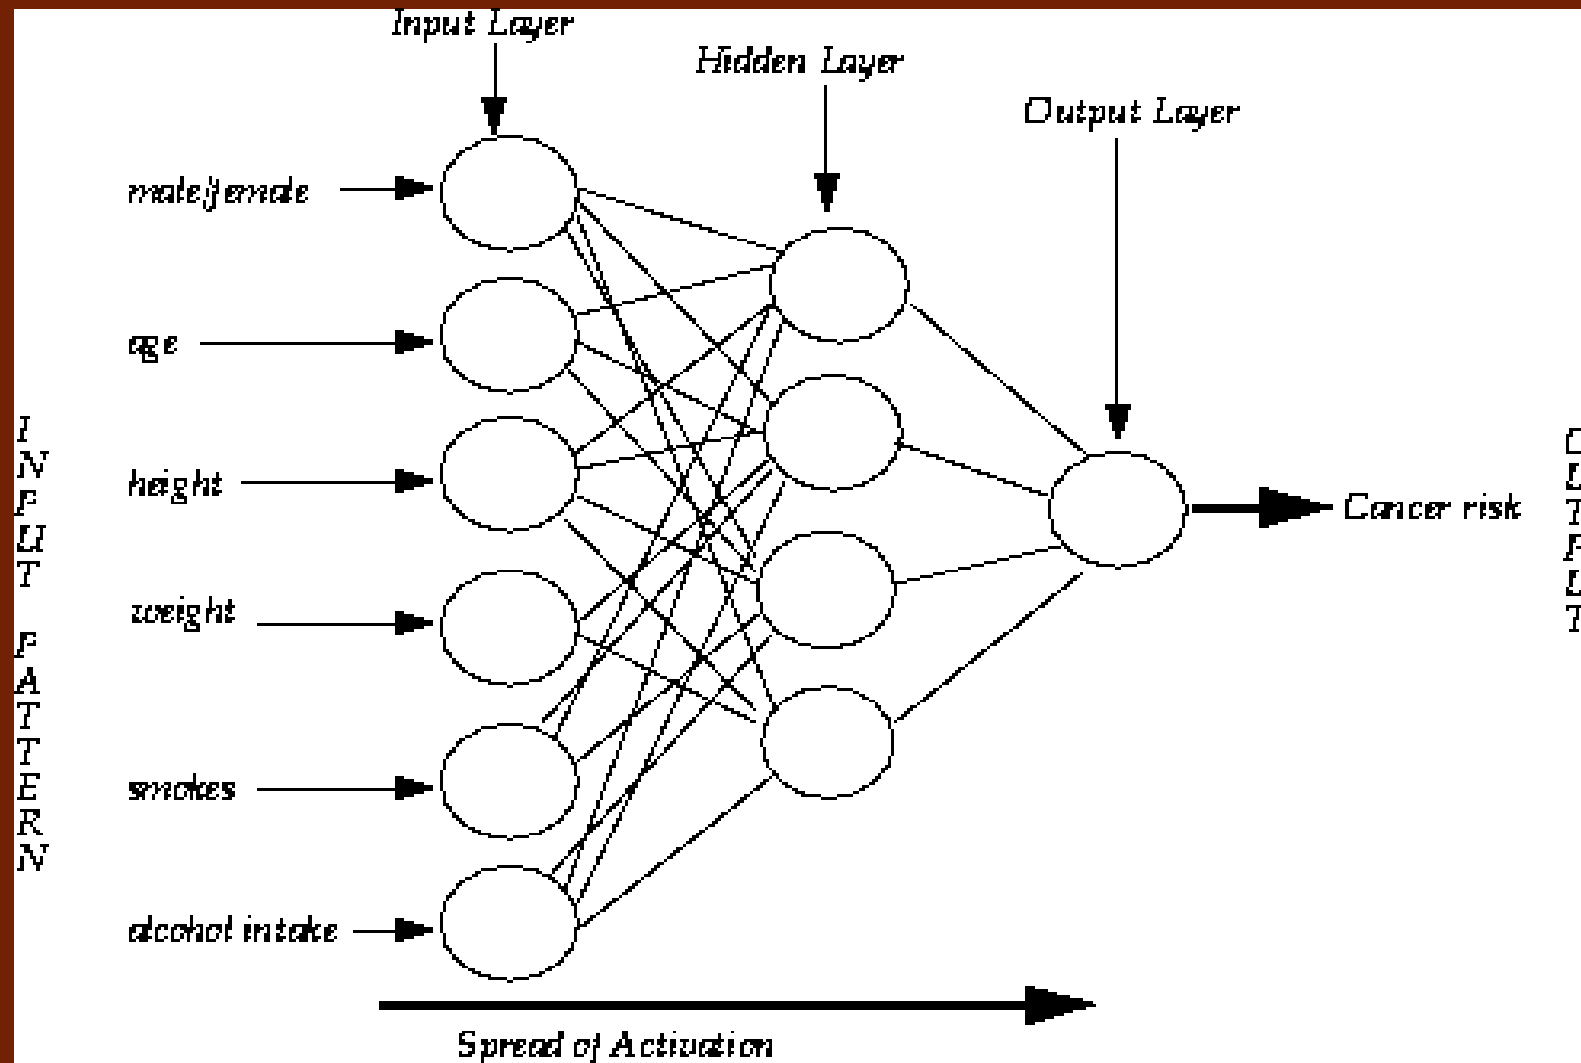 Input Layer
Hidden Layer
Output Layer
male/female
age
height
weight
smokes
alcohol intake
INPUT PATTERN
Cancer risk
OUTPUT
Spread of Activation